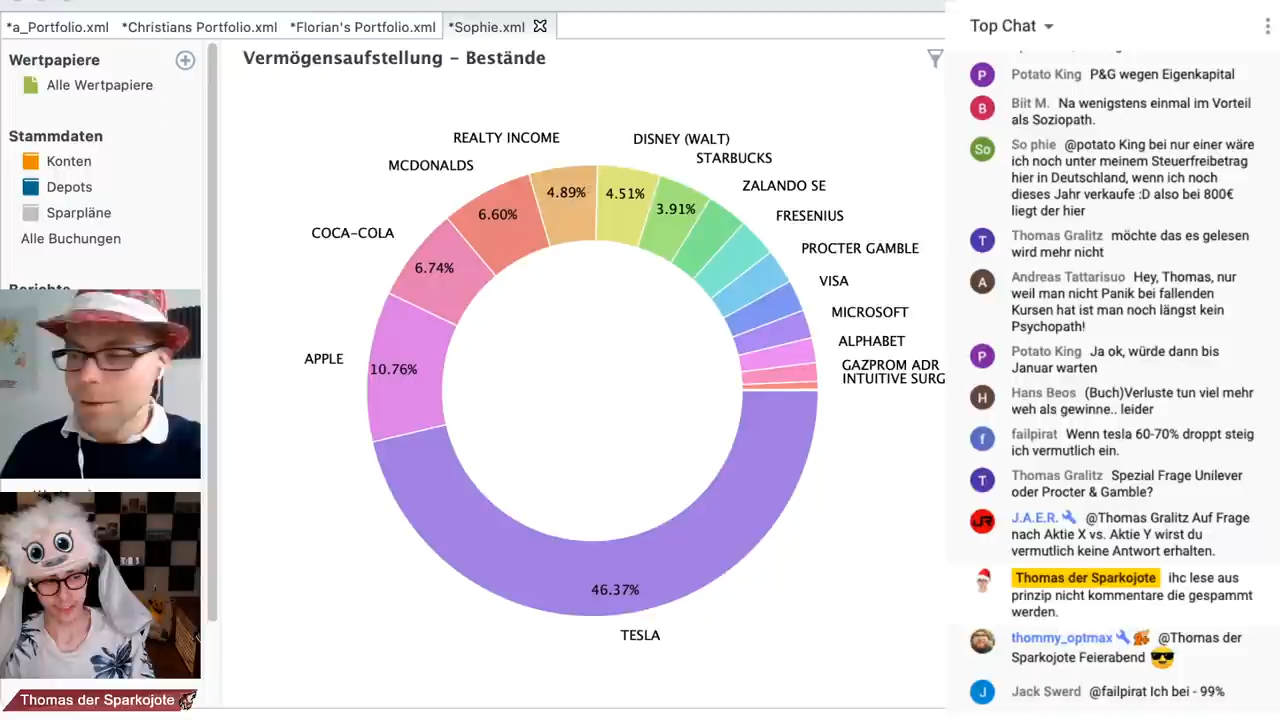 *a_Portfolio.xml *Christians Portfolio.xml *Florian's Portfolio.xml *Sophie.xml
Wertpapiere
Alle Wertpapiere
Stammdaten
Konten
Depots
Sparpläne
Alle Buchungen
Vermögensaufstellung – Bestände
REALTY INCOME
DISNEY (WALT)
MCDONALDS
STARBUCKS
COCA-COLA
ZALANDO SE
FRESENIUS
PROCTER GAMBLE
VISA
MICROSOFT
ALPHABET
APPLE
GAZPROM ADR
INTUITIVE SURG
4.89%
4.51%
3.91%
6.60%
6.74%
10.76%
46.37%
TESLA
Thomas der Sparkojote
Top Chat
P Potato King P&G wegen Eigenkapital
B Biit M. Na wenigstens einmal im Vorteil
als Soziopath.
So So phie @potato King bei nur einer wäre
ich noch unter meinem Steuerfreibetrag
hier in Deutschland, wenn ich noch
dieses Jahr verkaufe :D also bei 800€
liegt der hier
T Thomas Gralitz möchte das es gelesen
wird mehr nicht
A Andreas Tattarisuo Hey, Thomas, nur
weil man nicht Panik bei fallenden
Kursen hat ist man noch längst kein
Psychopath!
P Potato King Ja ok, würde dann bis
Januar warten
H Hans Beos (Buch)Verluste tun viel mehr
weh als gewinne.. leider
f failpirat Wenn tesla 60-70% droppt steig
ich vermutlich ein.
T Thomas Gralitz Spezial Frage Unilever
oder Procter & Gamble?
JR J.A.E.R. @Thomas Gralitz Auf Frage
nach Aktie X vs. Aktie Y wirst du
vermutlich keine Antwort erhalten.
Thomas der Sparkojote ihc lese aus
prinzip nicht kommentare die gespammt
werden.
thommy_optmax @Thomas der
Sparkojote Feierabend
J Jack Swerd @failpirat Ich bei - 99%